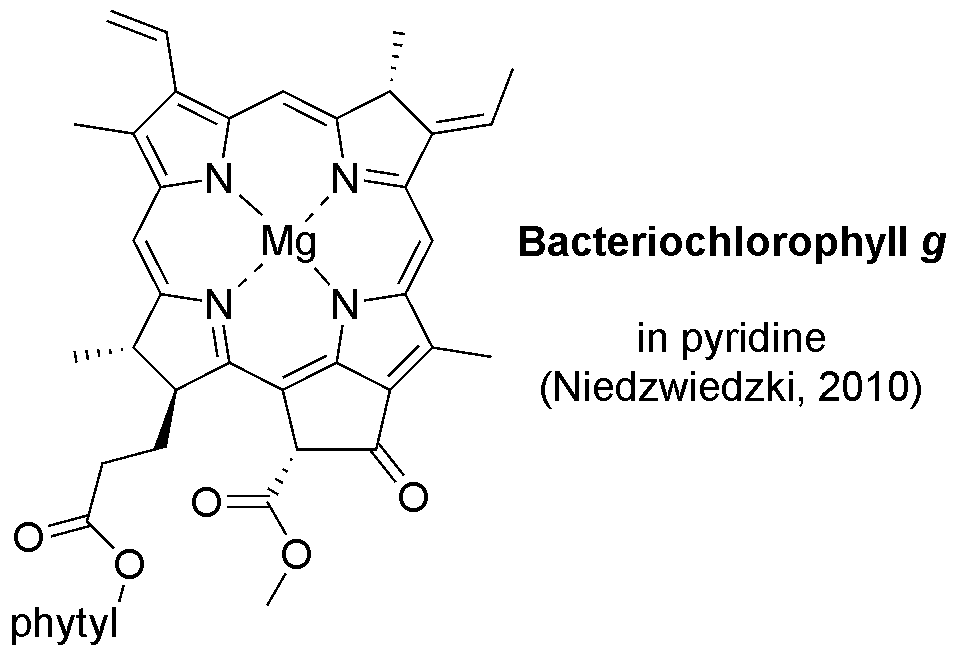 N
N
Mg
N
N
Bacteriochlorophyll g
in pyridine
(Niedzwiedzki, 2010)
O
O
O
O
O
phytyl